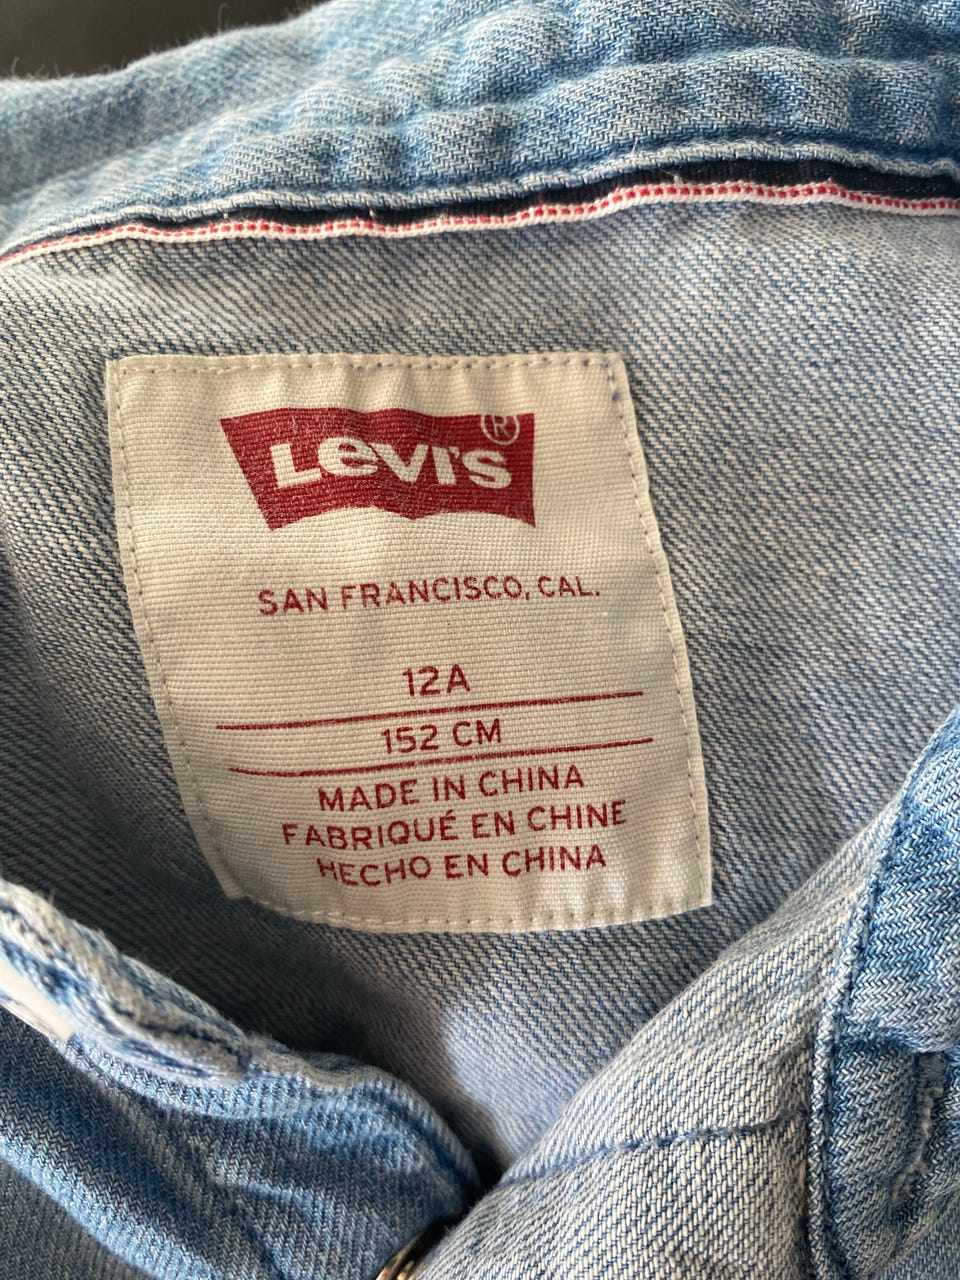 Levi's®
SAN FRANCISCO, CAL.
12A
152 CM
MADE IN CHINA
FABRIQUÉ EN CHINE
HECHO EN CHINA